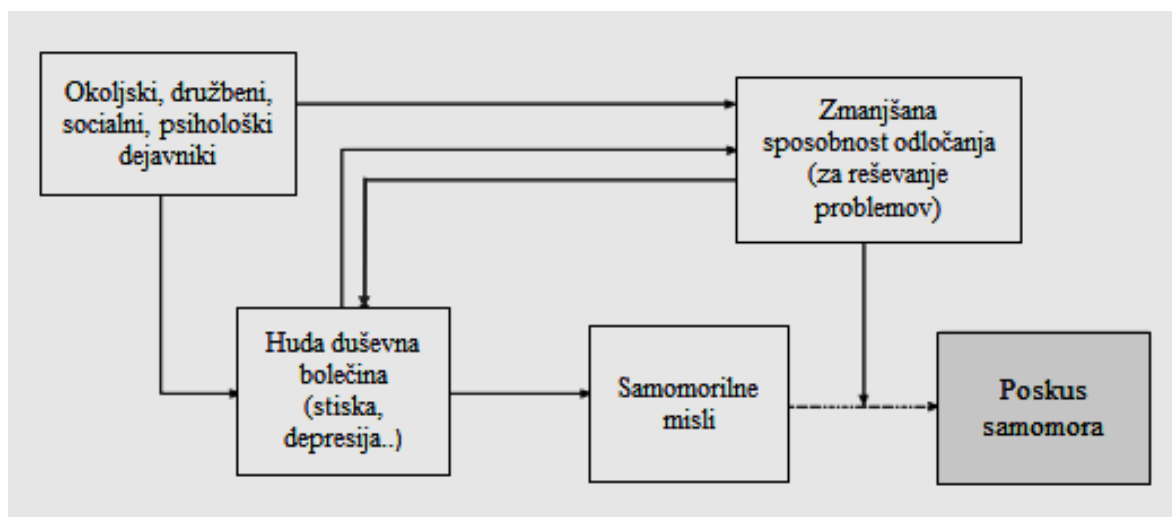 Okoljski, družbeni,
socialni, psihološki
dejavniki
Zmanjšana
sposobnost odločanja
(za reševanje
problemov)
Huda duševna
bolečina
(stiska,
depresija..)
Samomorilne
misli
Poskus
samomora